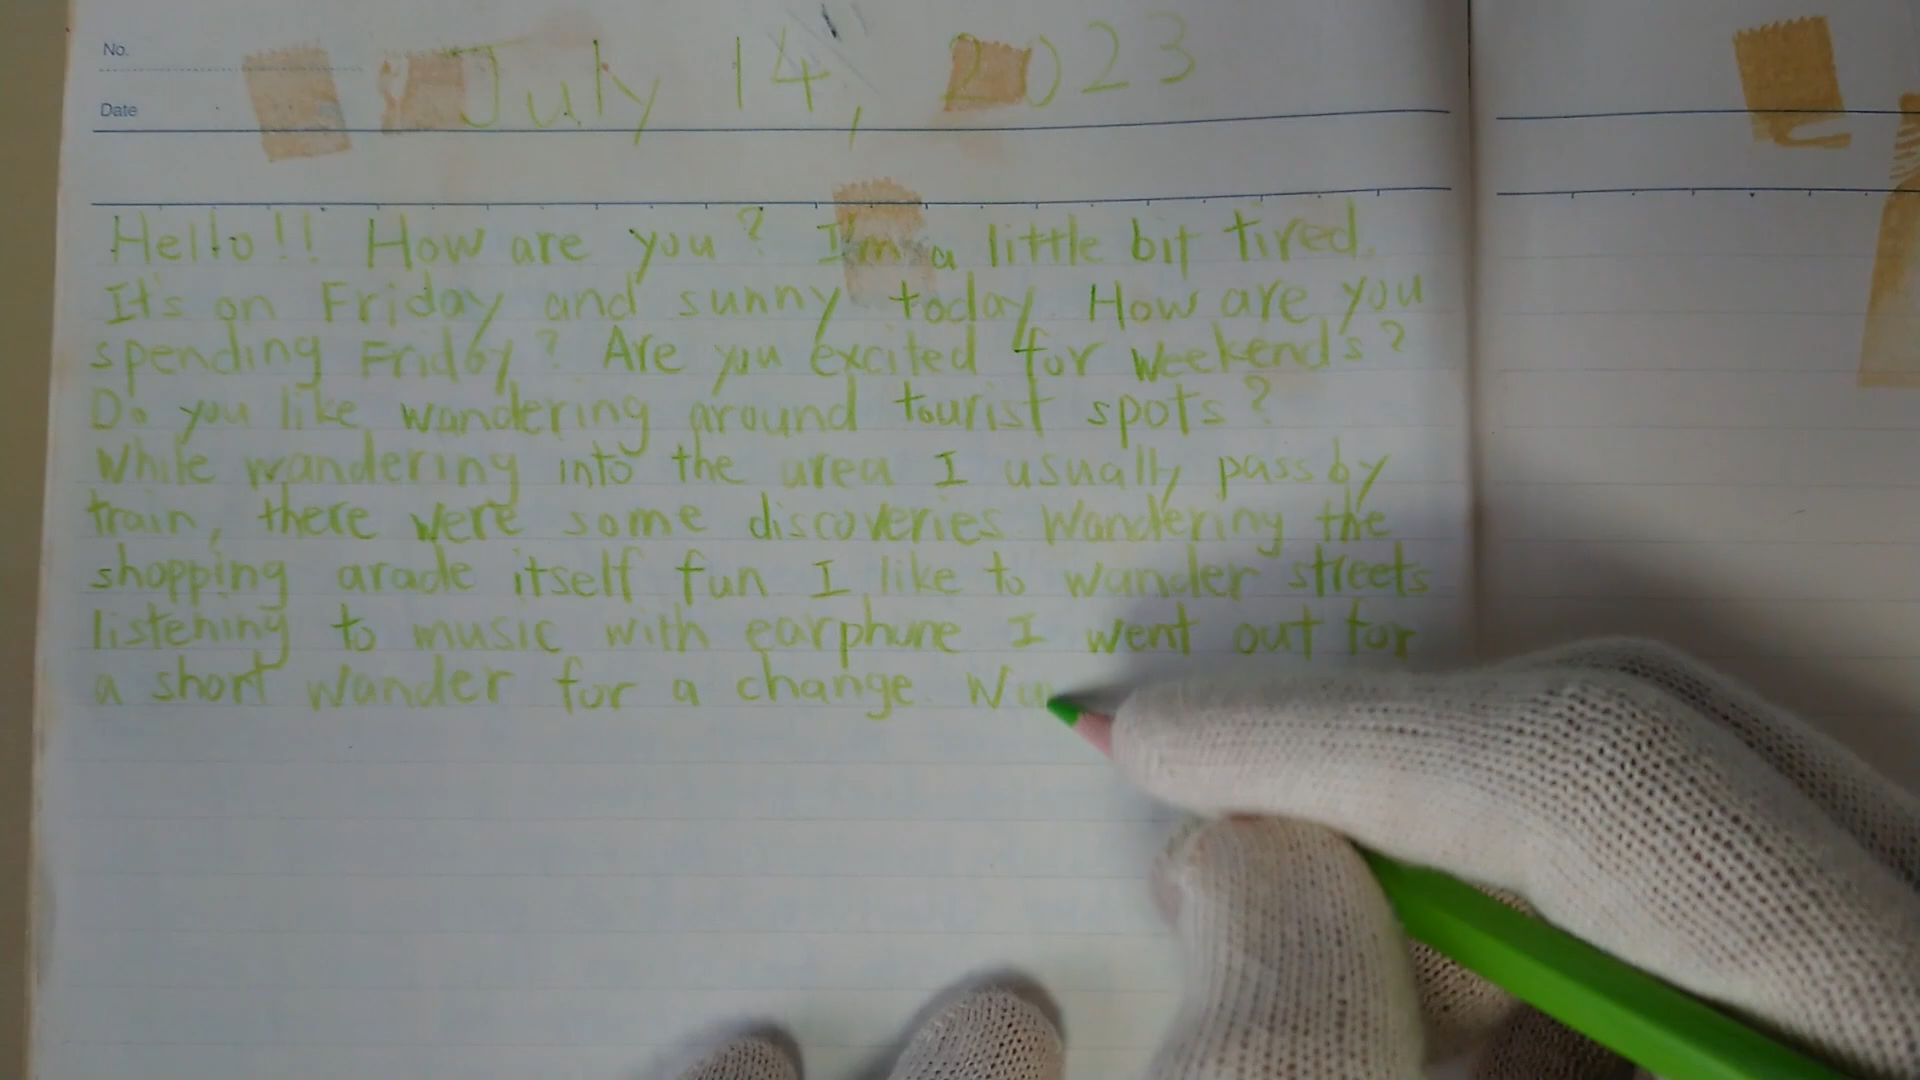 No.
July 14, 2023
Date
Hello!! How are you? I'm a little bit tired.
It's on Friday and sunny today. How are you
spending Friday? Are you excited for weekends?
Do you like wandering around tourist spots?
While wandering into the area I usually pass by
train, there were some discoveries. Wandering the
shopping arade itself fun. I like to wander streets
listening to music with earphone. I went out for
a short wander for a change. Wa